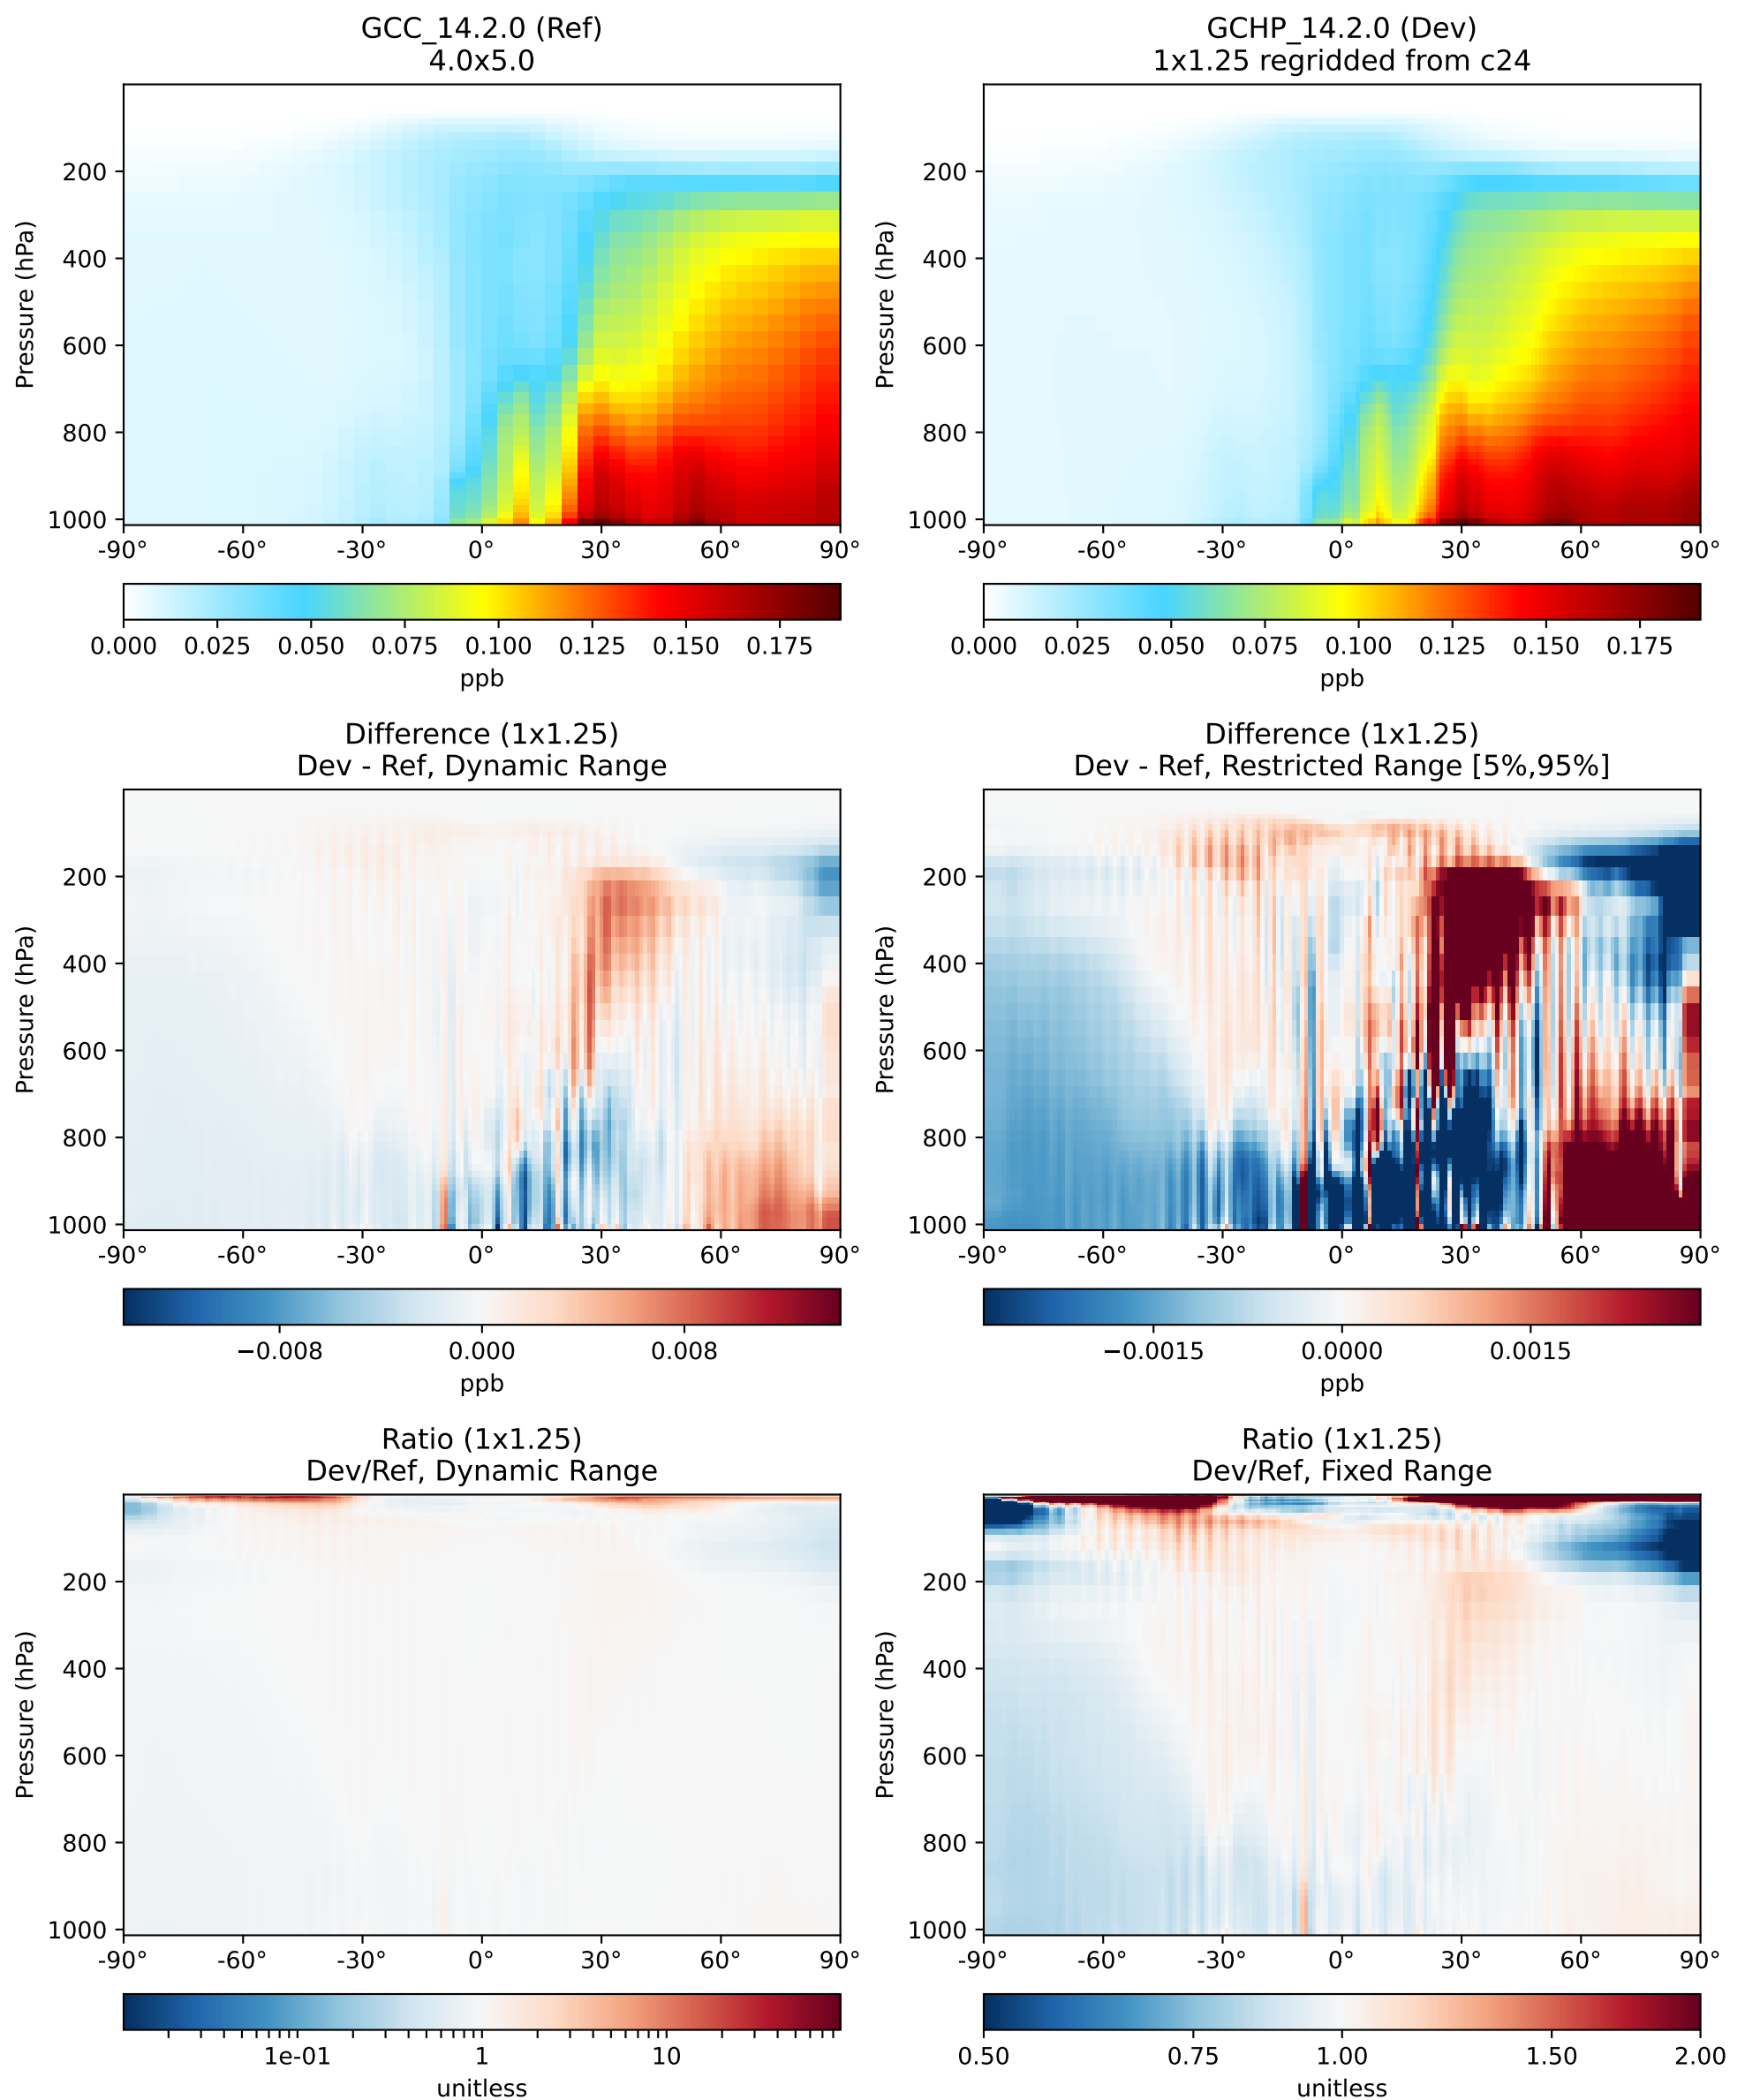 GCC_14.2.0 (Ref)
4.0x5.0
GCHP_14.2.0 (Dev)
1x1.25 regridded from c24
Pressure (hPa)
200
400
600
800
1000
-90° -60° -30° 0° 30° 60° 90°
0.000 0.025 0.050 0.075 0.100 0.125 0.150 0.175
ppb
Pressure (hPa)
200
400
600
800
1000
-90° -60° -30° 0° 30° 60° 90°
0.000 0.025 0.050 0.075 0.100 0.125 0.150 0.175
ppb
Difference (1x1.25)
Dev - Ref, Dynamic Range
Pressure (hPa)
200
400
600
800
1000
-90° -60° -30° 0° 30° 60° 90°
−0.008 0.000 0.008
ppb
Difference (1x1.25)
Dev - Ref, Restricted Range [5%,95%]
Pressure (hPa)
200
400
600
800
1000
-90° -60° -30° 0° 30° 60° 90°
−0.0015 0.0000 0.0015
ppb
Ratio (1x1.25)
Dev/Ref, Dynamic Range
Pressure (hPa)
200
400
600
800
1000
-90° -60° -30° 0° 30° 60° 90°
1e-01 1 10
unitless
Ratio (1x1.25)
Dev/Ref, Fixed Range
Pressure (hPa)
200
400
600
800
1000
-90° -60° -30° 0° 30° 60° 90°
0.50 0.75 1.00 1.50 2.00
unitless